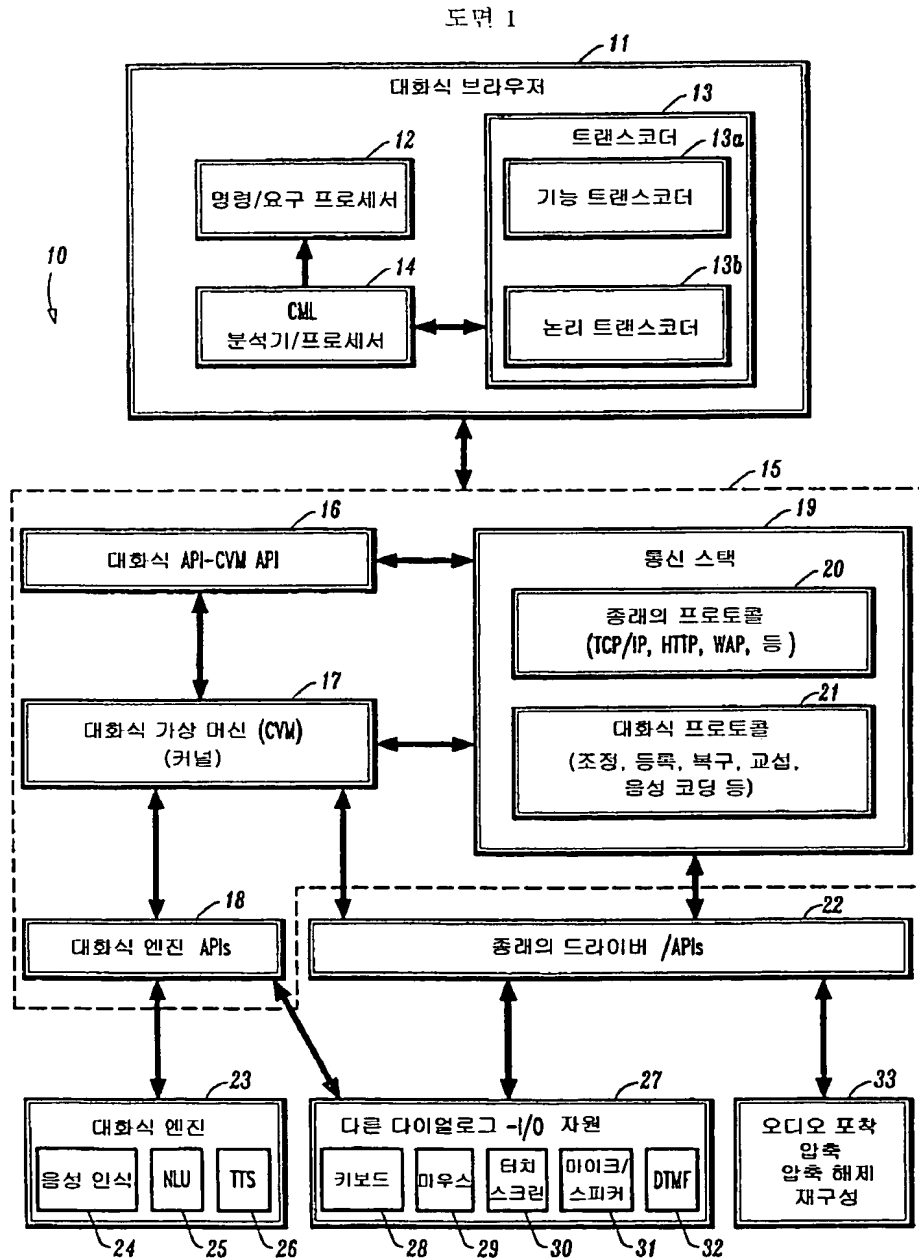 도면 1
11
대화식 브라우저
13
트랜스코더
12
명령/요구 프로세서
13a
기능 트랜스코더
10
14
CML
분석기/프로세서
13b
논리 트랜스코더
15
16
대화식 API-CVM API
19
통신 스택
20
종래의 프로토콜
(TCP/IP, HTTP, WAP, 등 )
17
대화식 가상 머신 (CVM)
(커널)
21
대화식 프로토콜
(조정, 등록, 복구, 교섭,
음성 코딩 등)
18
대화식 엔진 APIs
22
종래의 드라이버 /APIs
23
대화식 엔진
음성 인식
NLU
TTS
24
25
26
27
다른 다이얼로그 -I/O 자원
키보드
마우스
터치
스크린
마이크/
스피커
DTMF
28
29
30
31
32
33
오디오 포착
압축
압축 해제
재구성